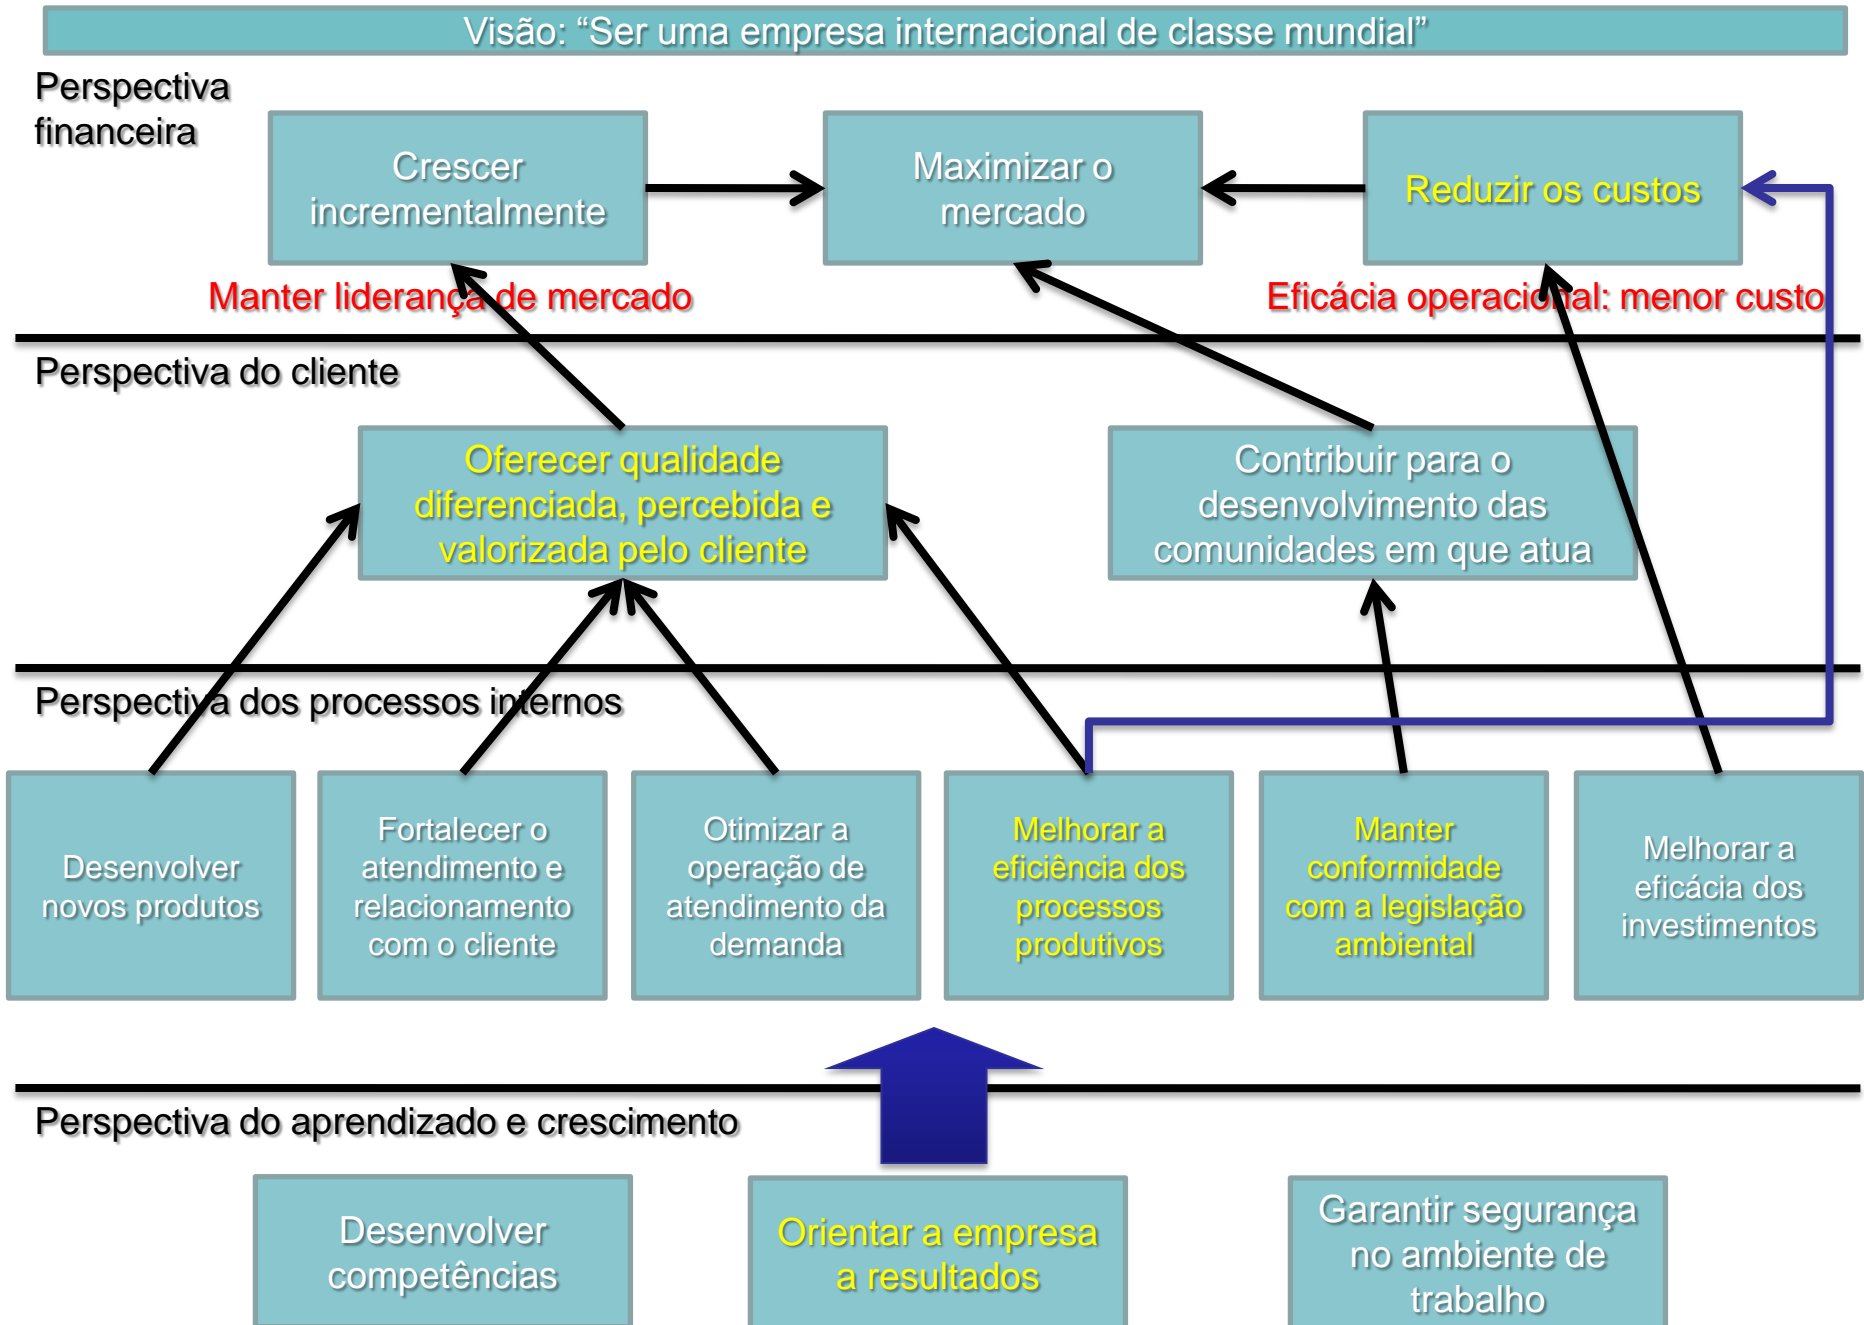 Visão: “Ser uma empresa internacional de classe mundial”
Perspectiva
financeira
Crescer
incrementalmente
Maximizar o
mercado
Reduzir os custos
Manter liderança de mercado
Eficácia operacional: menor custo
Perspectiva do cliente
Oferecer qualidade
diferenciada, percebida e
valorizada pelo cliente
Contribuir para o
desenvolvimento das
comunidades em que atua
Perspectiva dos processos internos
Desenvolver
novos produtos
Fortalecer o
atendimento e
relacionamento
com o cliente
Otimizar a
operação de
atendimento da
demanda
Melhorar a
eficiência dos
processos
produtivos
Manter
conformidade
com a legislação
ambiental
Melhorar a
eficácia dos
investimentos
Perspectiva do aprendizado e crescimento
Desenvolver
competências
Orientar a empresa
a resultados
Garantir segurança
no ambiente de
trabalho